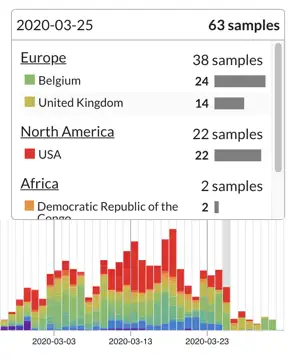 2020-03-25 63 samples
Europe 38 samples
Belgium 24
United Kingdom 14
North America 22 samples
USA 22
Africa 2 samples
Democratic Republic of the 2
Congo
2020-03-03 2020-03-13 2020-03-23